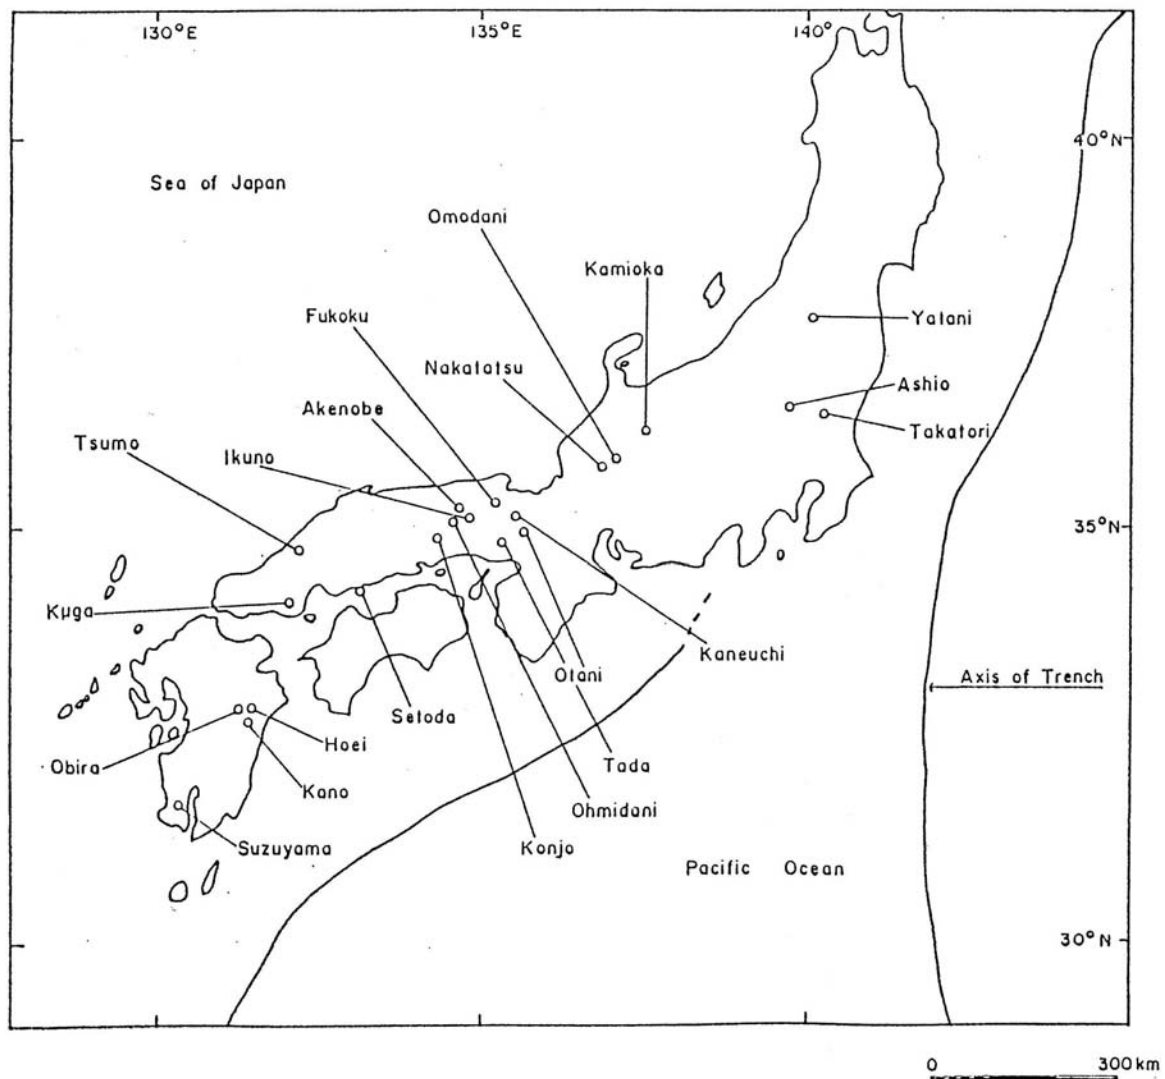 130°E
135°E
140°
40°N
Sea of Japan
Omodani
Kamioka
Fukoku
Yatani
Nakatatsu
Ashio
Akenobe
Takatori
Tsumo
Ikuno
35°N
Kuga
Kaneuchi
Otani
Axis of Trench
Setoda
Hoei
Tada
Obira
Kano
Ohmidani
Suzuyama
Konjo
Pacific Ocean
30°N
0 300 km